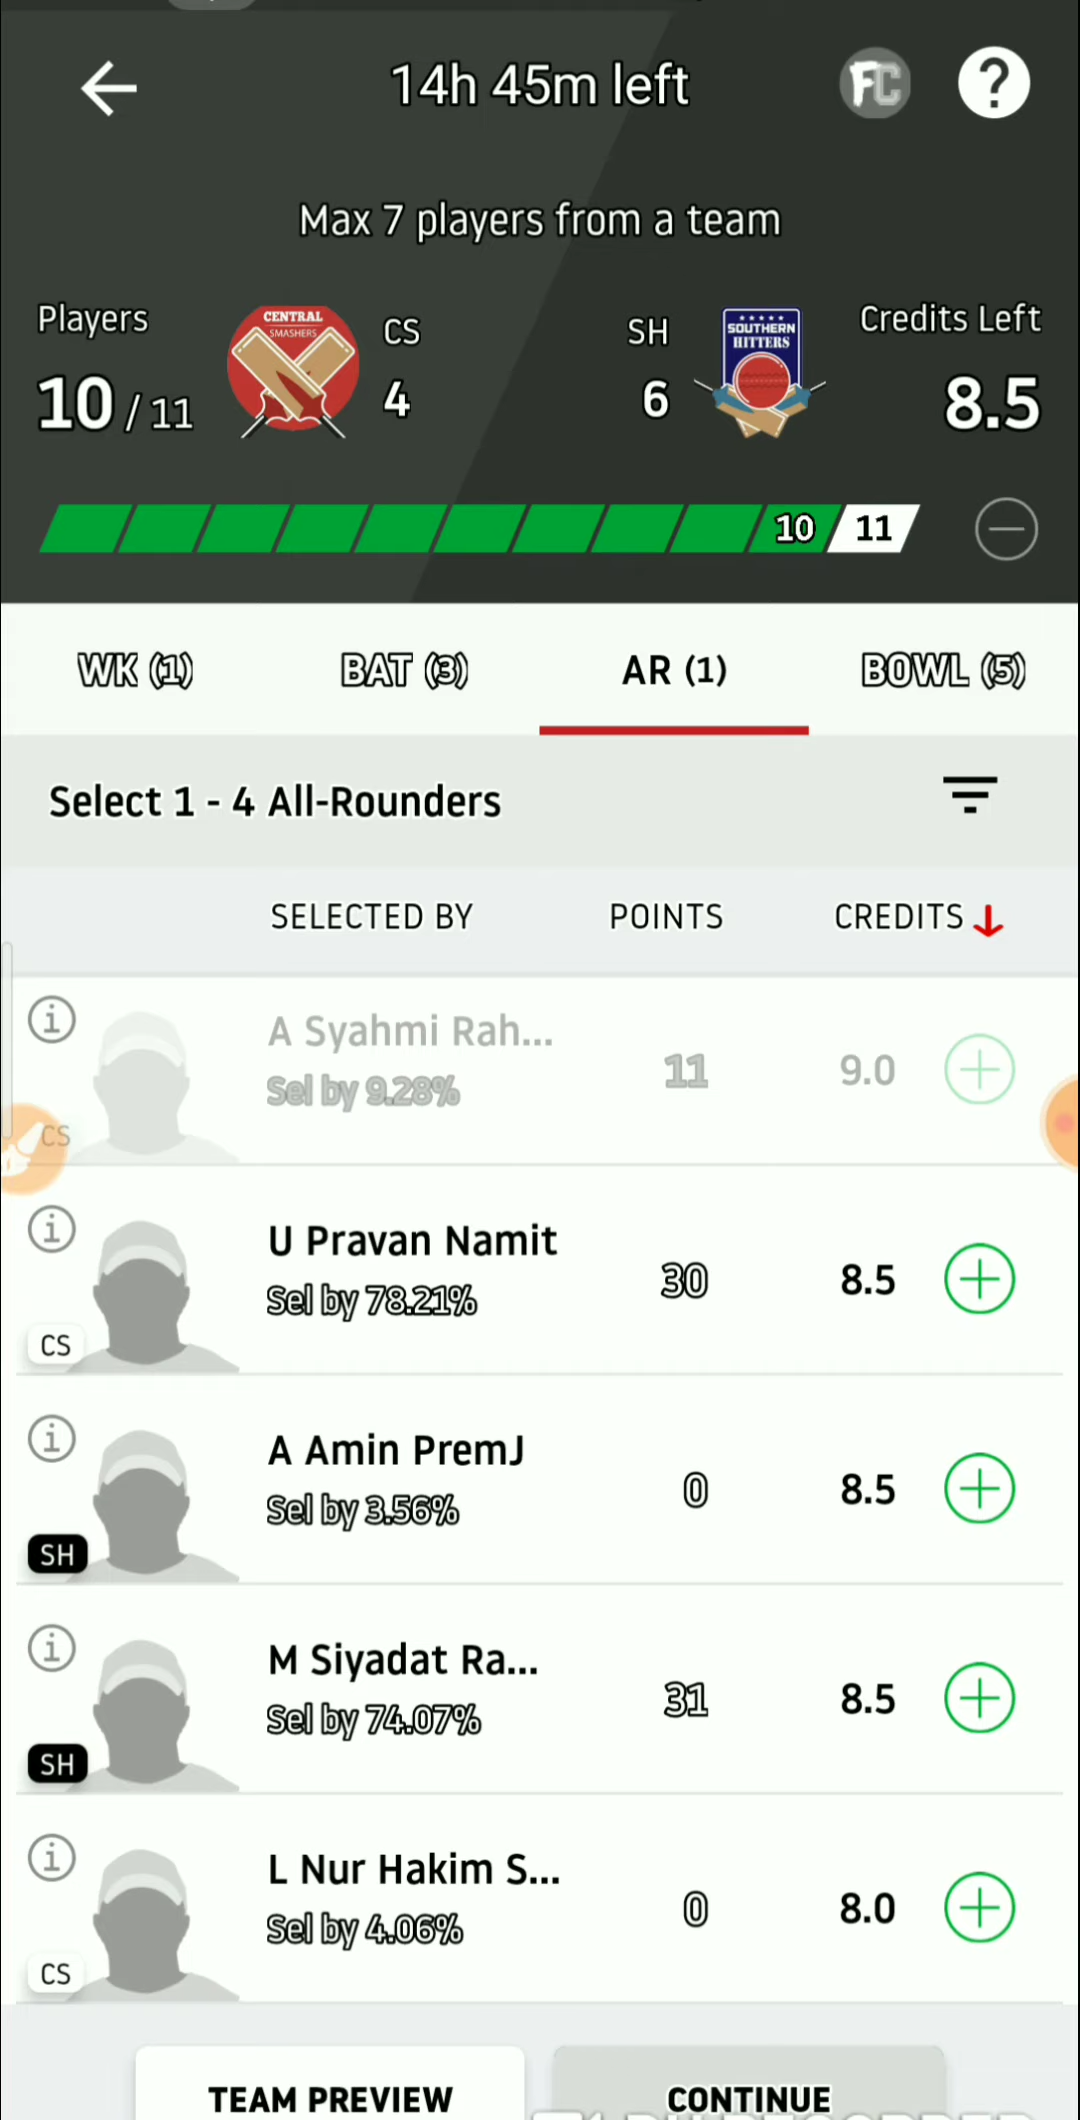 14h 45m left
FC
?
Max 7 players from a team
Players
10 / 11
CENTRAL
SMASHERS
CS
4
SH
6
SOUTHERN
HITTERS
Credits Left
8.5
10
11
WK (1)
BAT (3)
AR (1)
BOWL (5)
Select 1 - 4 All-Rounders
SELECTED BY
POINTS
CREDITS
A Syahmi Rah...
Sel by 9.28%
11
9.0
CS
U Pravan Namit
Sel by 78.21%
30
8.5
CS
A Amin PremJ
Sel by 3.56%
0
8.5
SH
M Siyadat Ra...
Sel by 74.07%
31
8.5
SH
L Nur Hakim S...
Sel by 4.06%
0
8.0
CS
TEAM PREVIEW
CONTINUE